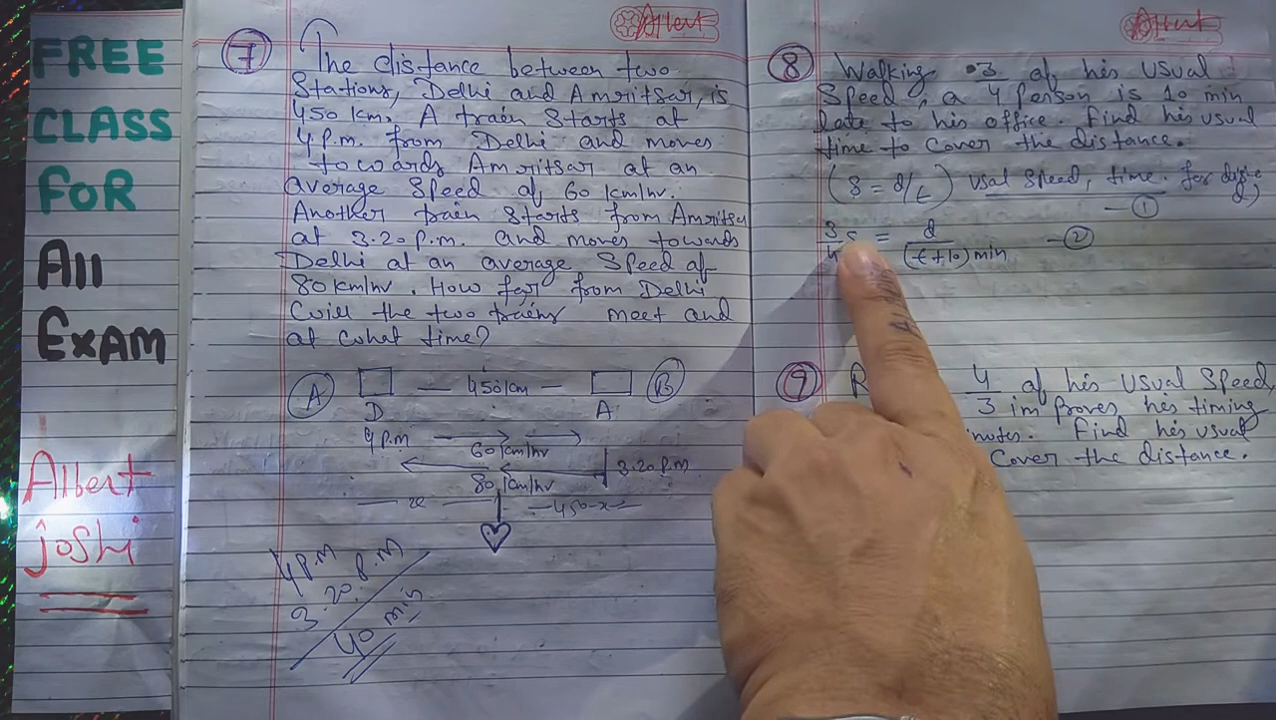 FREE
CLASS
FOR
All
ExAM
Albert
joshi
Albert
7 The distance between two
Stations, Delhi and Amritsar, is
450 km. A train starts at
4 p.m. from Delhi and moves
towards Amritsar at an
average speed of 60 km/hr.
Another train starts from Amritsar
at 3.20 p.m. and moves towards
Delhi at an average speed of
80 km/hr. How far from Delhi
will the two trains meet and
at what time?
A — 450 km — B
D A
4 P.M 60 km/hr
3.20 P.M
80 km/hr
x 450-x
4 P.M
3.20 P.M
40 min
Albert
8 Walking 3 of his usual
Speed, a 4 person is 10 min
late to his office. Find his usual
time to cover the distance.
(S = d/t) usal speed, time. for
d, — 1
3/4 s = d/(t+10) min — 2
9 R 4 of his usual speed,
3 improves his timing
nutes. Find his usual
Cover the distance.